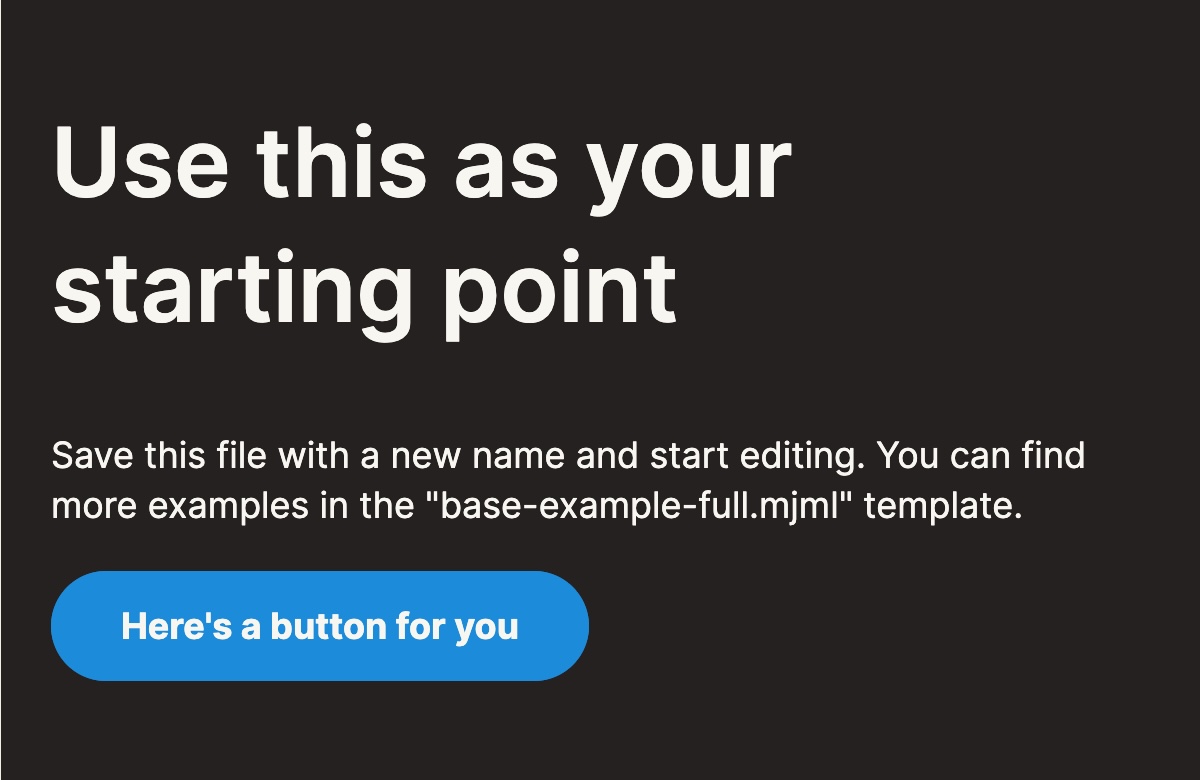 Use this as your
starting point
Save this file with a new name and start editing. You can find
more examples in the "base-example-full.mjml" template.
Here's a button for you